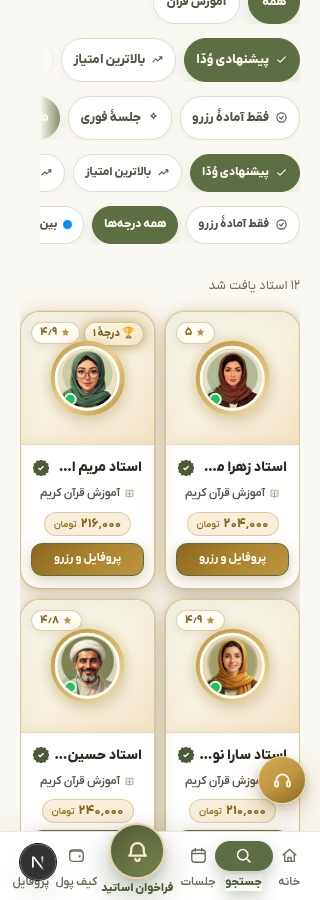 همه
آموزش قرآن
پیشنهادی وُدّا
بالاترین امتیاز
فقط آمادهٔ رزرو
جلسهٔ فوری
پیشنهادی وُدّا
بالاترین امتیاز
فقط آمادهٔ رزرو
همه درجه‌ها
بین
۱۲ استاد یافت شد
۵
درجهٔ ۱
۴٫۹
استاد زهرا مـ...
استاد مریم ا...
آموزش قرآن کریم
آموزش قرآن کریم
۲۰۴٬۰۰۰ تومان
۲۱۶٬۰۰۰ تومان
پروفایل و رزرو
پروفایل و رزرو
۴٫۹
۴٫۸
استاد سارا نو...
استاد حسین...
آموزش قرآن کریم
آموزش قرآن کریم
۲۱۰٬۰۰۰ تومان
۲۴۰٬۰۰۰ تومان
خانه
جستجو
جلسات
فراخوان اساتید
کیف پول
پروفایل
N